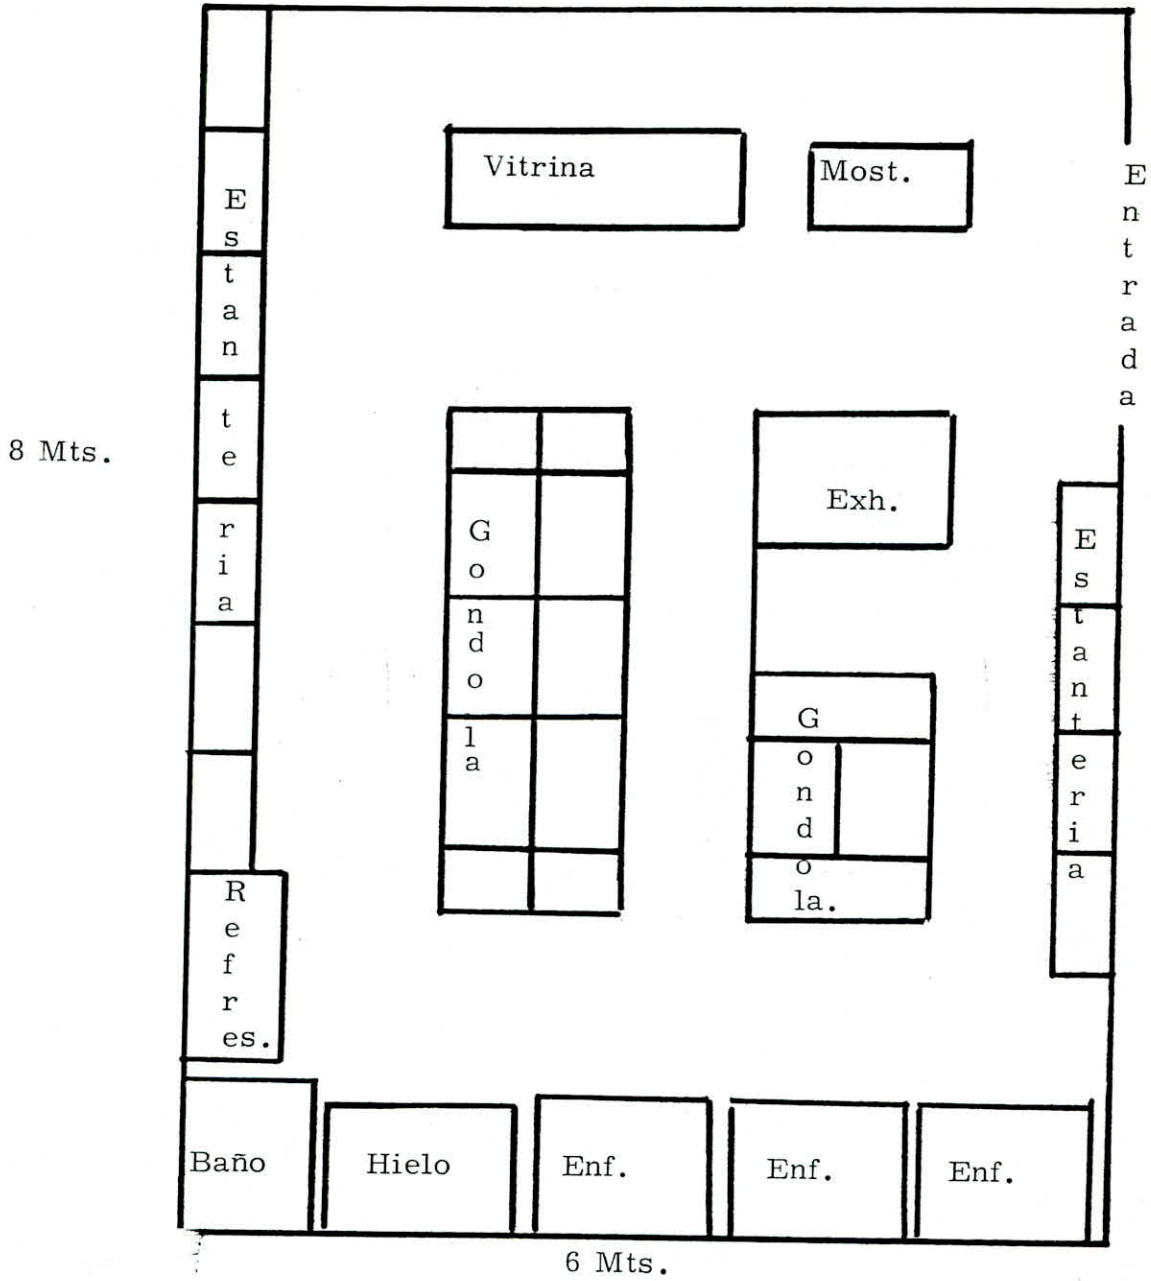 Vitrina
Most.
Entrada
Estanteria
8 Mts.
Exh.
Gondola
Estanteria
Gondola.
Refres.
Baño
Hielo
Enf.
Enf.
Enf.
6 Mts.